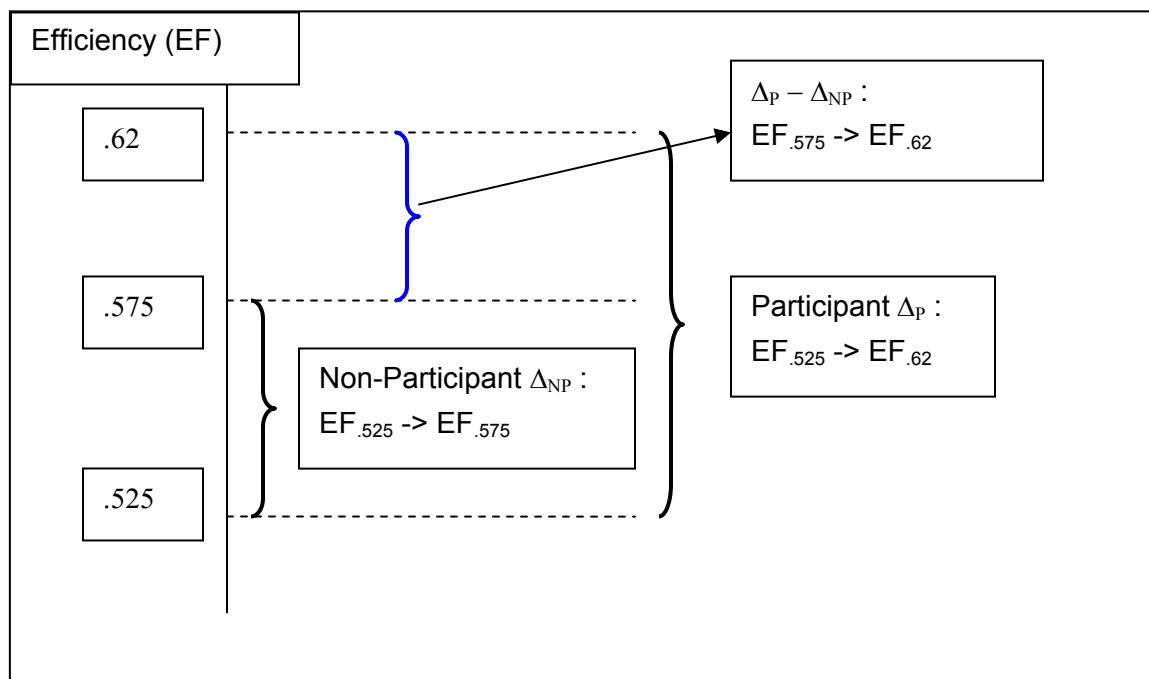 Efficiency (EF)
.62
ΔP – ΔNP :
EF.575 -> EF.62
.575
Participant ΔP :
EF.525 -> EF.62
Non-Participant ΔNP :
EF.525 -> EF.575
.525